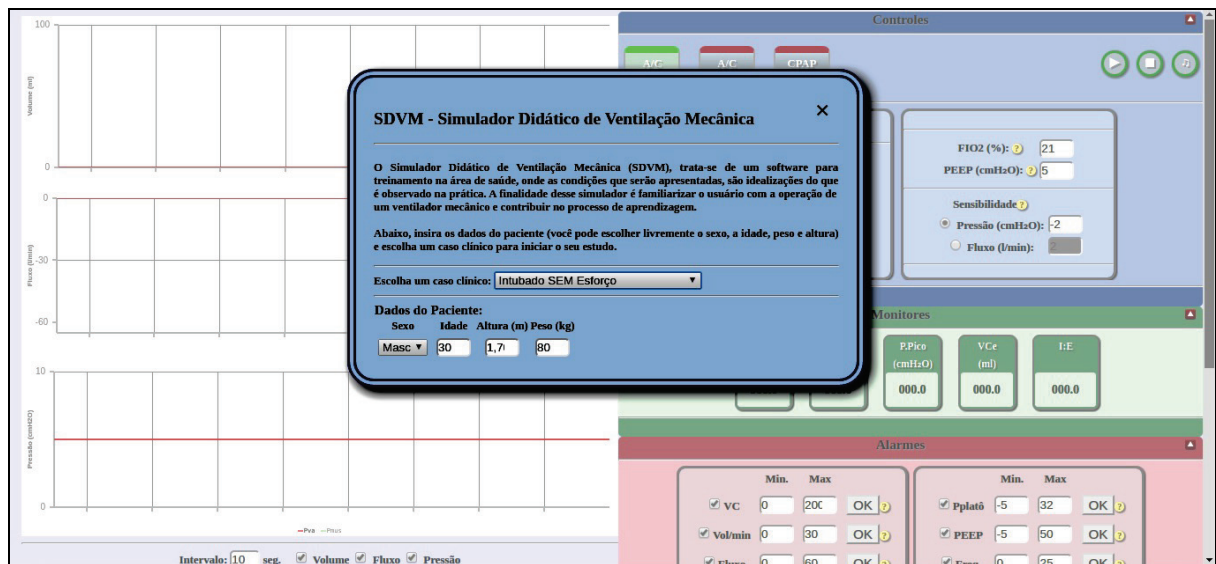 100
Volume (ml)
0
0
Fluxo (l/min)
-30
-60
10
Pressão (cmH2O)
0
Pva
Pmus
Intervalo: 10 seg. Volume Fluxo Pressão
Controles
A/C A/C CPAP
FIO2 (%): ? 21
PEEP (cmH2O): ? 5
Sensibilidade ?
Pressão (cmH2O): -2
Fluxo (l/min): 2
SDVM - Simulador Didático de Ventilação Mecânica
O Simulador Didático de Ventilação Mecânica (SDVM), trata-se de um software para
treinamento na área de saúde, onde as condições que serão apresentadas, são idealizações do que
é observado na prática. A finalidade desse simulador é familiarizar o usuário com a operação de
um ventilador mecânico e contribuir no processo de aprendizagem.
Abaixo, insira os dados do paciente (você pode escolher livremente o sexo, a idade, peso e altura)
e escolha um caso clínico para iniciar o seu estudo.
Escolha um caso clínico: Intubado SEM Esforço
Dados do Paciente:
Sexo Idade Altura (m) Peso (kg)
Masc 30 1,7 80
Monitores
P.Pico VCe I:E
(cmH2O) (ml)
000.0 000.0 000.0
Alarmes
Min. Max
VC 0 200 OK ?
Vol/min 0 30 OK ?
Fluxo 0 60 OK ?
Min. Max
Pplatô -5 32 OK ?
PEEP -5 50 OK ?
Freq 0 25 OK ?